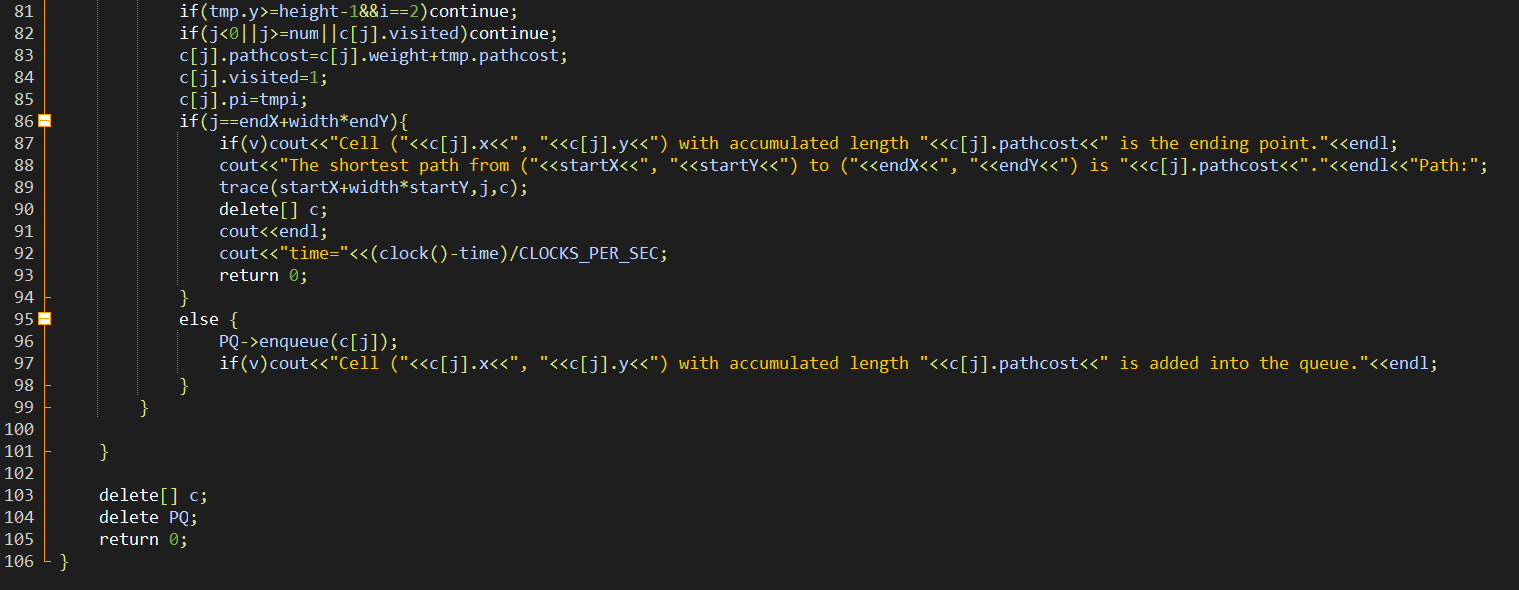 81 if(tmp.y>=height-1&&i==2)continue;
82 if(j<0||j>=num||c[j].visited)continue;
83 c[j].pathcost=c[j].weight+tmp.pathcost;
84 c[j].visited=1;
85 c[j].pi=tmpi;
86 if(j==endX+width*endY){
87 if(v)cout<<"Cell ("<<c[j].x<<", "<<c[j].y<<") with accumulated length "<<c[j].pathcost<<" is the ending point."<<endl;
88 cout<<"The shortest path from ("<<startX<<", "<<startY<<") to ("<<endX<<", "<<endY<<") is "<<c[j].pathcost<<"."<<endl<<"Path:";
89 trace(startX+width*startY,j,c);
90 delete[] c;
91 cout<<endl;
92 cout<<"time="<<(clock()-time)/CLOCKS_PER_SEC;
93 return 0;
94 }
95 else {
96 PQ->enqueue(c[j]);
97 if(v)cout<<"Cell ("<<c[j].x<<", "<<c[j].y<<") with accumulated length "<<c[j].pathcost<<" is added into the queue."<<endl;
98 }
99 }
100
101 }
102
103 delete[] c;
104 delete PQ;
105 return 0;
106 }